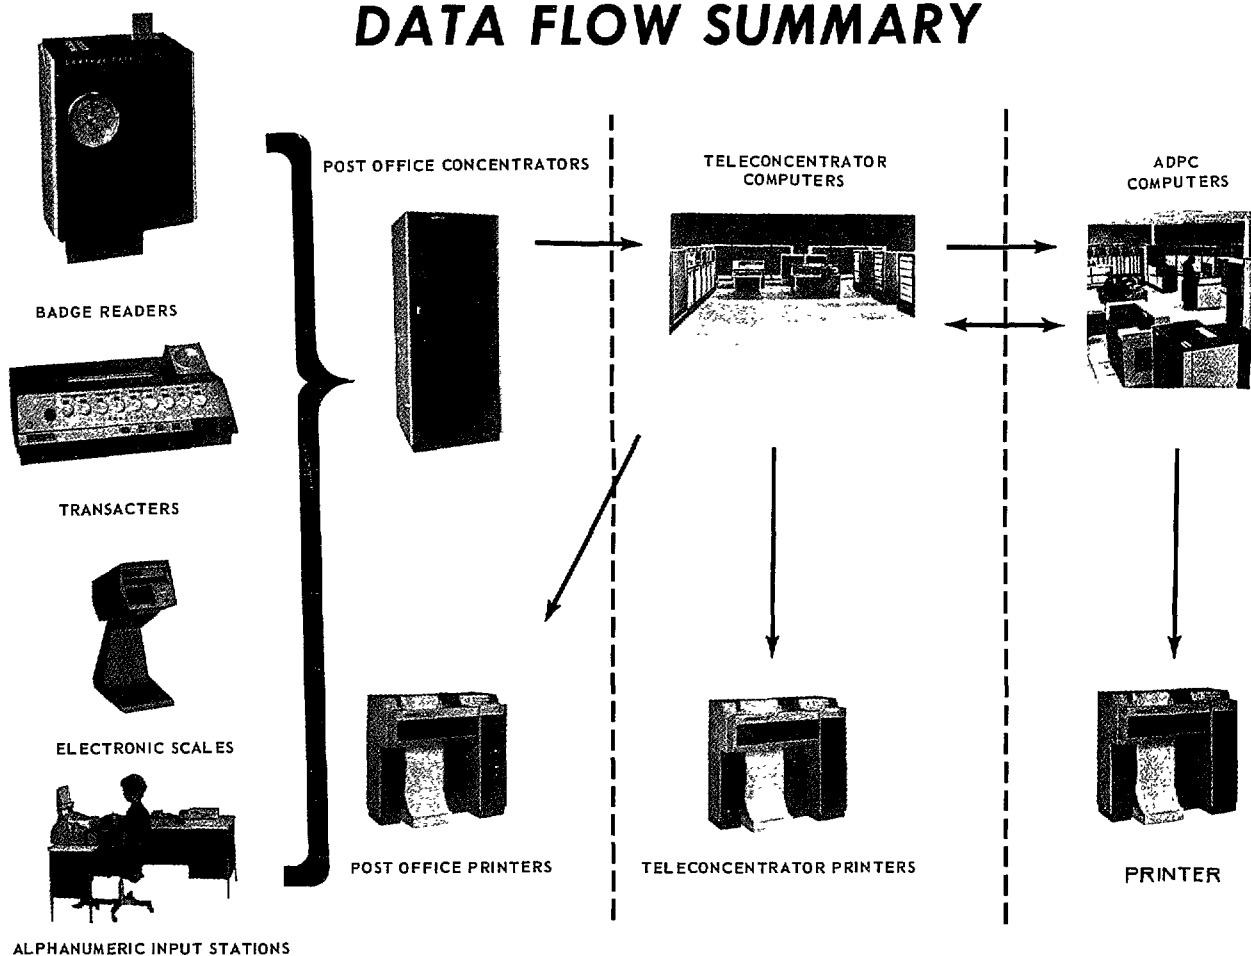 DATA FLOW SUMMARY
POST OFFICE CONCENTRATORS
TELECONCENTRATOR
COMPUTERS
ADPC
COMPUTERS
BADGE READERS
TRANSACTERS
ELECTRONIC SCALES
ALPHANUMERIC INPUT STATIONS
POST OFFICE PRINTERS
TELECONCENTRATOR PRINTERS
PRINTER